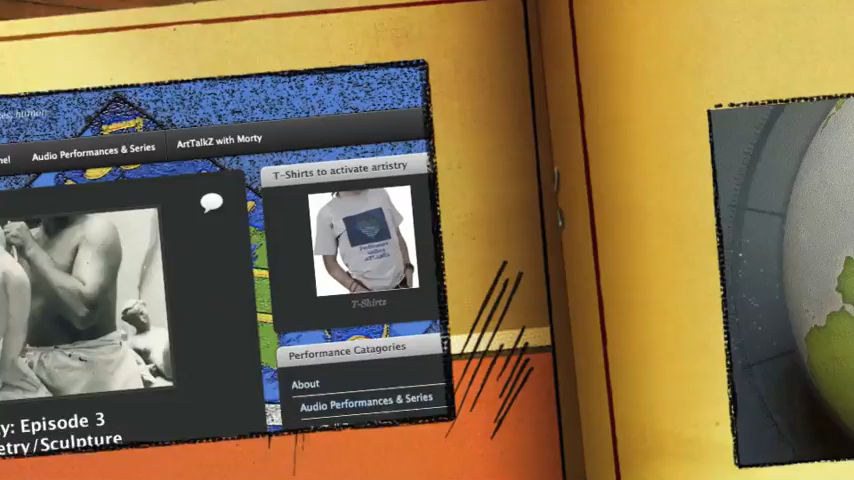 Audio Performances & Series
ArtTalkZ with Morty
T-Shirts to activate artistry
T-Shirts
Performance Catagories
About
Audio Performances & Series
y: Episode 3
etry/Sculpture